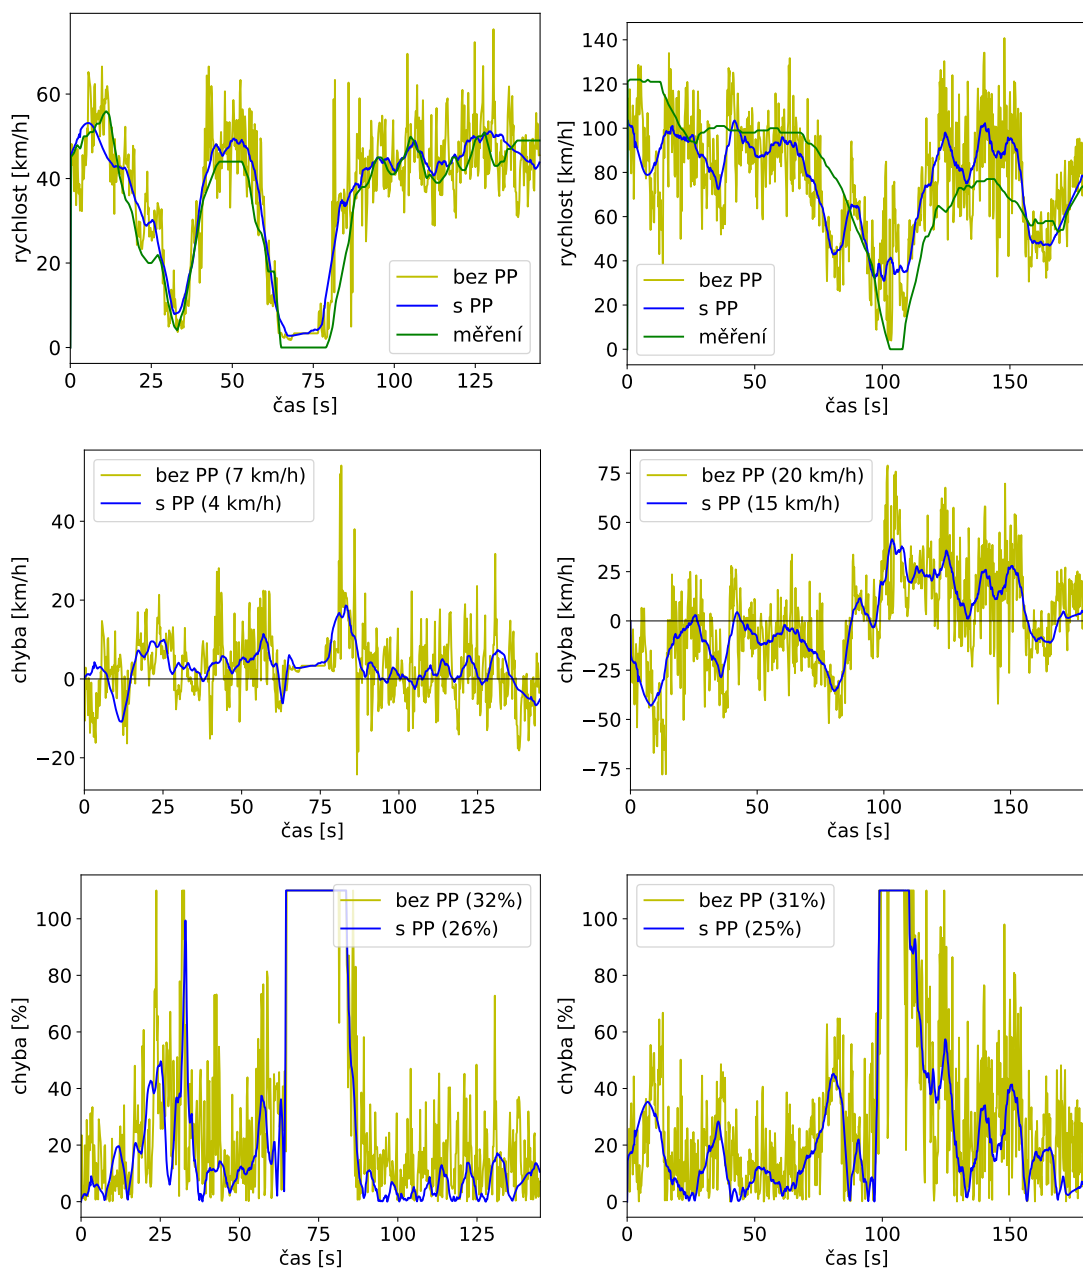 rychlost [km/h]
60
40
20
0
bez PP
s PP
měření
0 25 50 75 100 125
čas [s]
rychlost [km/h]
140
120
100
80
60
40
20
0
bez PP
s PP
měření
0 50 100 150
čas [s]
chyba [km/h]
40
20
0
−20
bez PP (7 km/h)
s PP (4 km/h)
0 25 50 75 100 125
čas [s]
chyba [km/h]
75
50
25
0
−25
−50
−75
bez PP (20 km/h)
s PP (15 km/h)
0 50 100 150
čas [s]
chyba [%]
100
80
60
40
20
0
bez PP (32%)
s PP (26%)
0 25 50 75 100 125
čas [s]
chyba [%]
100
80
60
40
20
0
bez PP (31%)
s PP (25%)
0 50 100 150
čas [s]